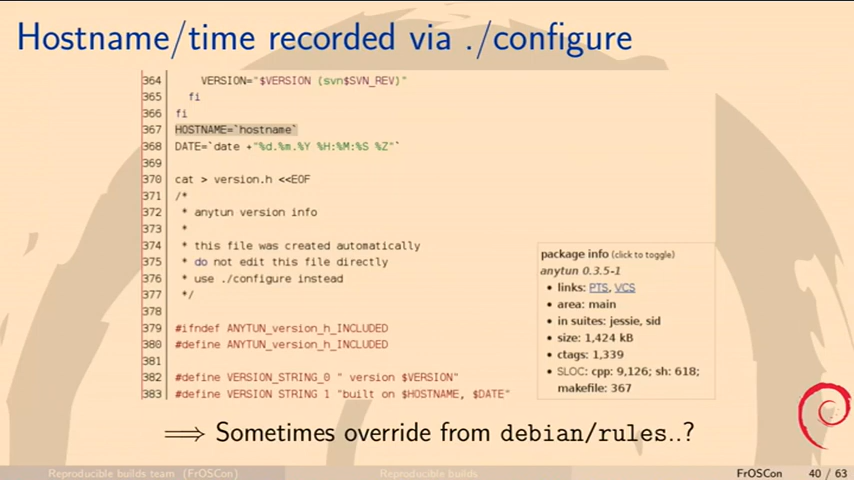 Hostname/time recorded via ./configure
364 VERSION="$VERSION (svn$SVN_REV)"
365 fi
366 fi
367 HOSTNAME=`hostname`
368 DATE=`date +"%d.%m.%Y %H:%M:%S %Z"`
369
370 cat > version.h <<EOF
371 /*
372 * anytun version info
373 *
374 * this file was created automatically
375 * do not edit this file directly
376 * use ./configure instead
377 */
378
379 #ifndef ANYTUN_version_h_INCLUDED
380 #define ANYTUN_version_h_INCLUDED
381
382 #define VERSION_STRING_0 " version $VERSION"
383 #define VERSION STRING 1 "built on $HOSTNAME, $DATE"
package info (click to toggle)
anytun 0.3.5-1
• links: PTS, VCS
• area: main
• in suites: jessie, sid
• size: 1,424 kB
• ctags: 1,339
• SLOC: cpp: 9,126; sh: 618;
makefile: 367
⟹ Sometimes override from debian/rules..?
Reproducible builds team (FrOSCon) Reproducible builds FrOSCon 40 / 63